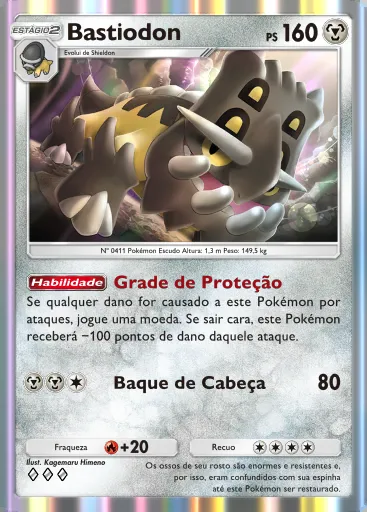 ESTÁGIO 2
Bastiodon
PS 160
Evolui de Shieldon
Nº 0411 Pokémon Escudo Altura: 1,3 m Peso: 149,5 kg
Habilidade Grade de Proteção
Se qualquer dano for causado a este Pokémon por
ataques, jogue uma moeda. Se sair cara, este Pokémon
receberá −100 pontos de dano daquele ataque.
Baque de Cabeça 80
Fraqueza +20 Recuo
Ilust. Kagemaru Himeno
Os ossos de seu rosto são enormes e resistentes e,
por isso, eram confundidos com sua espinha
até este Pokémon ser restaurado.